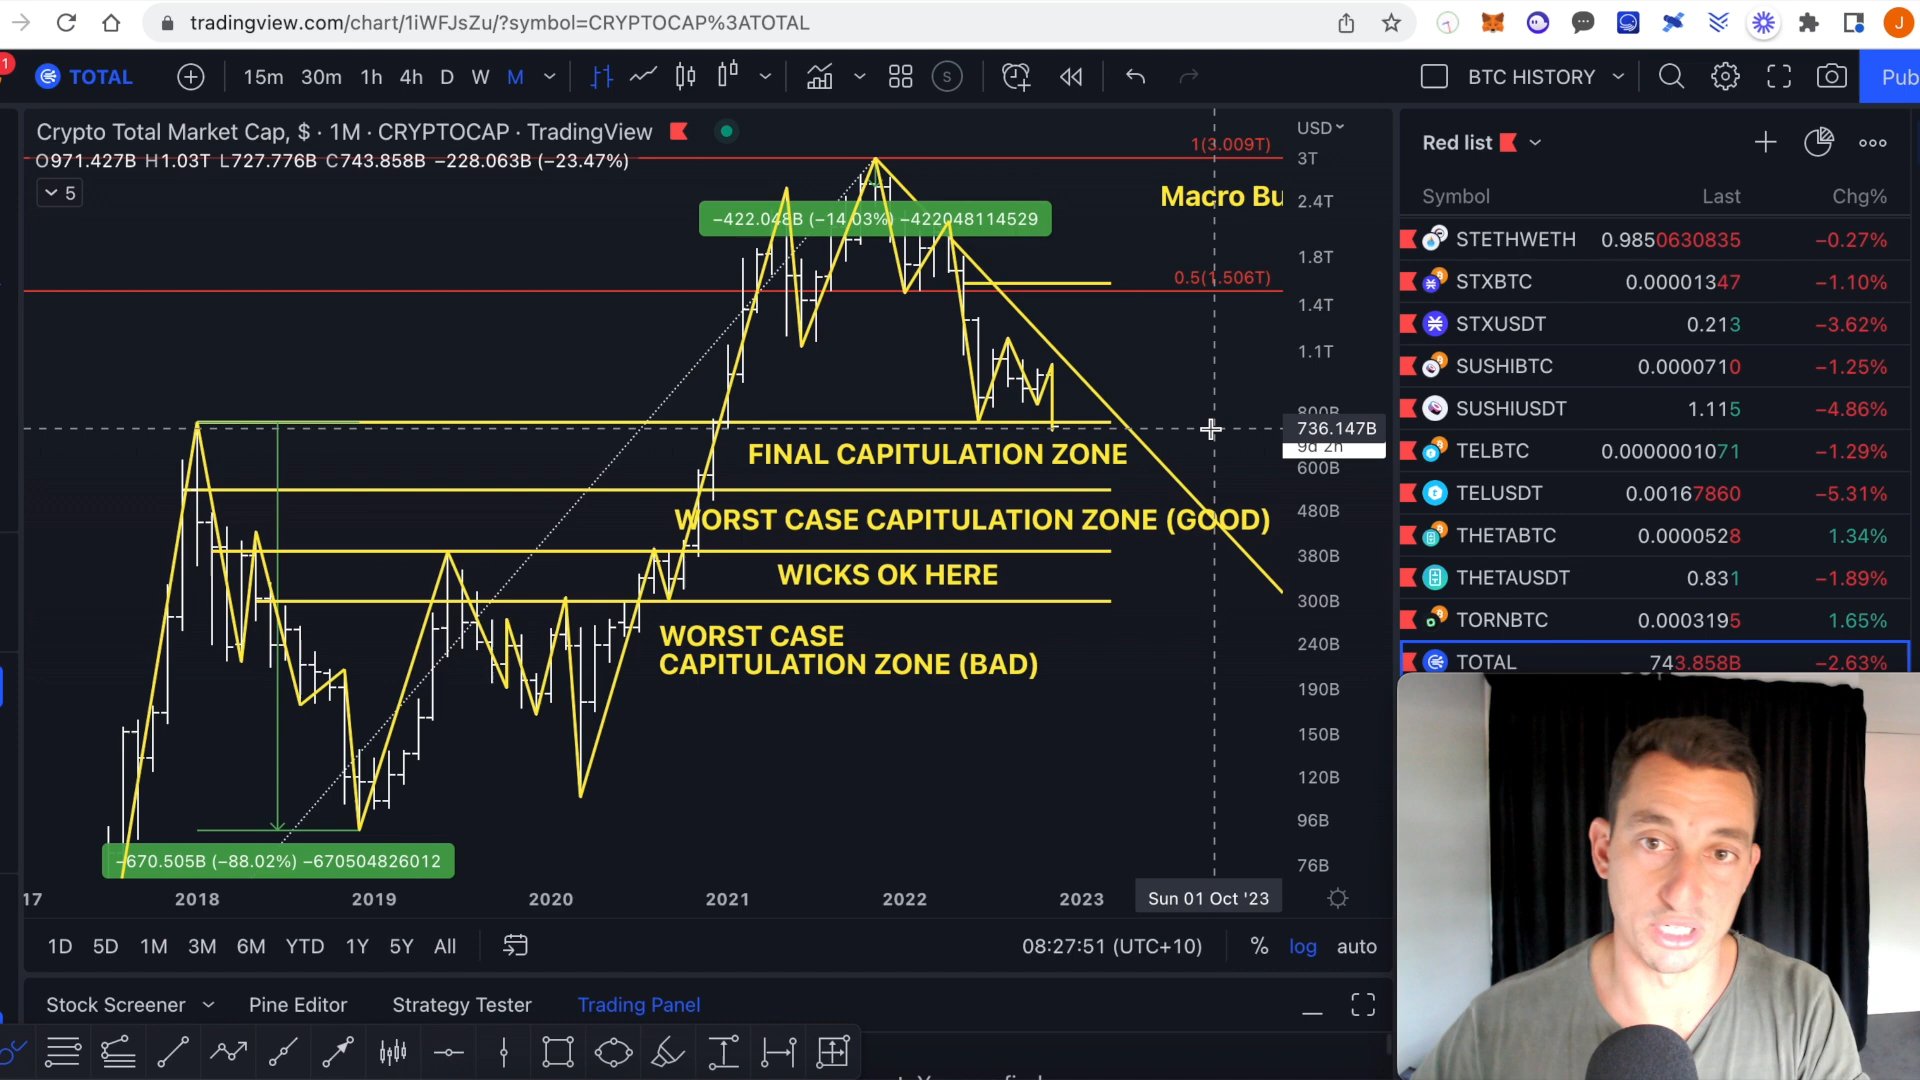 tradingview.com/chart/1iWFJsZu/?symbol=CRYPTOCAP%3ATOTAL
J
1
TOTAL 15m 30m 1h 4h D W M S BTC HISTORY Pub
Crypto Total Market Cap, $ · 1M · CRYPTOCAP · TradingView
O971.427B H1.03T L727.776B C743.858B −228.063B (−23.47%)
5
USD
1(3.009T)
3T
Macro Bu
2.4T
−422.048B (−14.03%) −422048114529
1.8T
0.5(1.506T)
1.4T
1.1T
800B
736.147B
9d 2h
FINAL CAPITULATION ZONE
600B
WORST CASE CAPITULATION ZONE (GOOD)
480B
380B
WICKS OK HERE
300B
WORST CASE
CAPITULATION ZONE (BAD)
240B
190B
150B
120B
96B
−670.505B (−88.02%) −670504826012
76B
17 2018 2019 2020 2021 2022 2023 Sun 01 Oct '23
1D 5D 1M 3M 6M YTD 1Y 5Y All 08:27:51 (UTC+10) % log auto
Stock Screener Pine Editor Strategy Tester Trading Panel
Red list
Symbol Last Chg%
STETHWETH 0.9850630835 −0.27%
STXBTC 0.00001347 −1.10%
STXUSDT 0.213 −3.62%
SUSHIBTC 0.0000710 −1.25%
SUSHIUSDT 1.115 −4.86%
TELBTC 0.0000001071 −1.29%
TELUSDT 0.00167860 −5.31%
THETABTC 0.0000528 1.34%
THETAUSDT 0.831 −1.89%
TORNBTC 0.0003195 1.65%
TOTAL 743.858B −2.63%